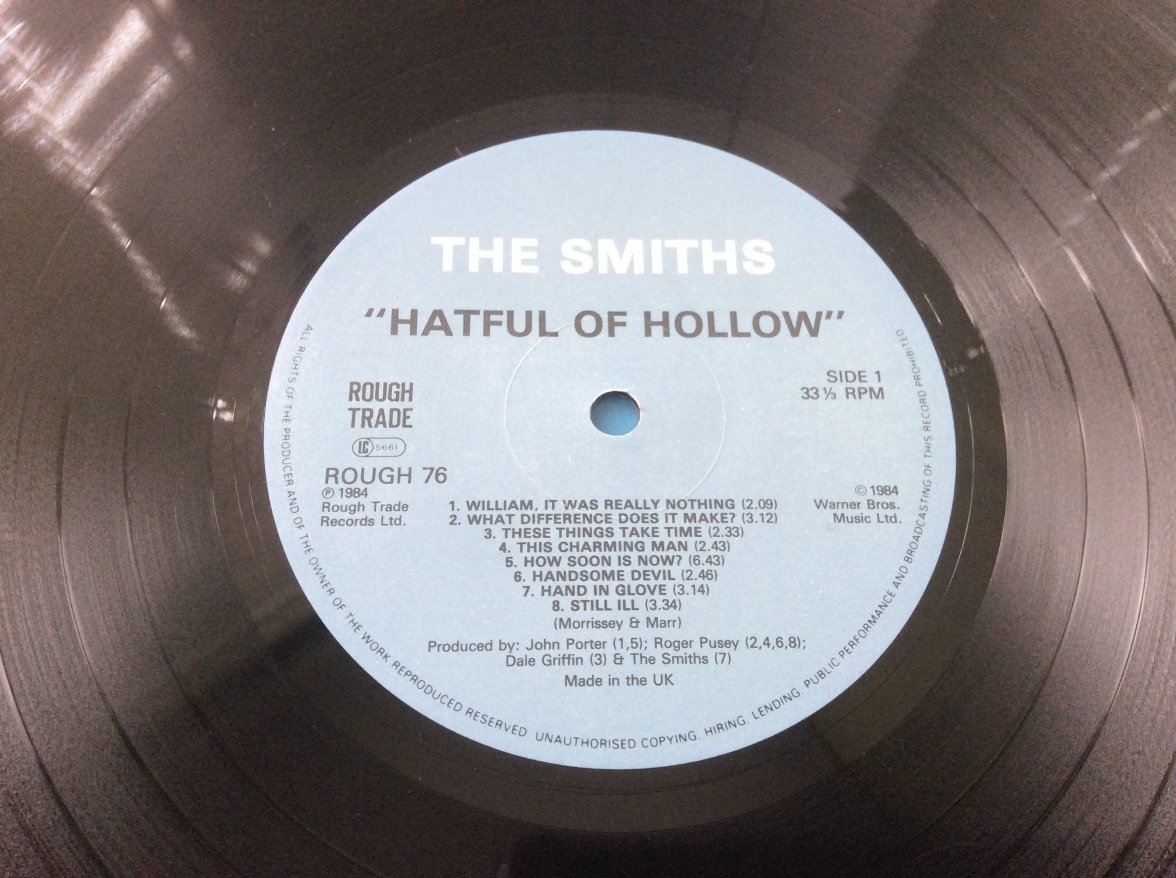 THE SMITHS
"HATFUL OF HOLLOW"
ROUGH
TRADE
LC 5661
ROUGH 76
℗ 1984
Rough Trade
Records Ltd.
SIDE 1
33⅓ RPM
© 1984
Warner Bros.
Music Ltd.
1. WILLIAM, IT WAS REALLY NOTHING (2.09)
2. WHAT DIFFERENCE DOES IT MAKE? (3.12)
3. THESE THINGS TAKE TIME (2.33)
4. THIS CHARMING MAN (2.43)
5. HOW SOON IS NOW? (6.43)
6. HANDSOME DEVIL (2.46)
7. HAND IN GLOVE (3.14)
8. STILL ILL (3.34)
(Morrissey & Marr)
Produced by: John Porter (1,5); Roger Pusey (2,4,6,8);
Dale Griffin (3) & The Smiths (7)
Made in the UK
ALL RIGHTS OF THE PRODUCER AND OF THE OWNER OF THE WORK REPRODUCED RESERVED UNAUTHORISED COPYING, HIRING, LENDING, PUBLIC PERFORMANCE AND BROADCASTING OF THIS RECORD PROHIBITED